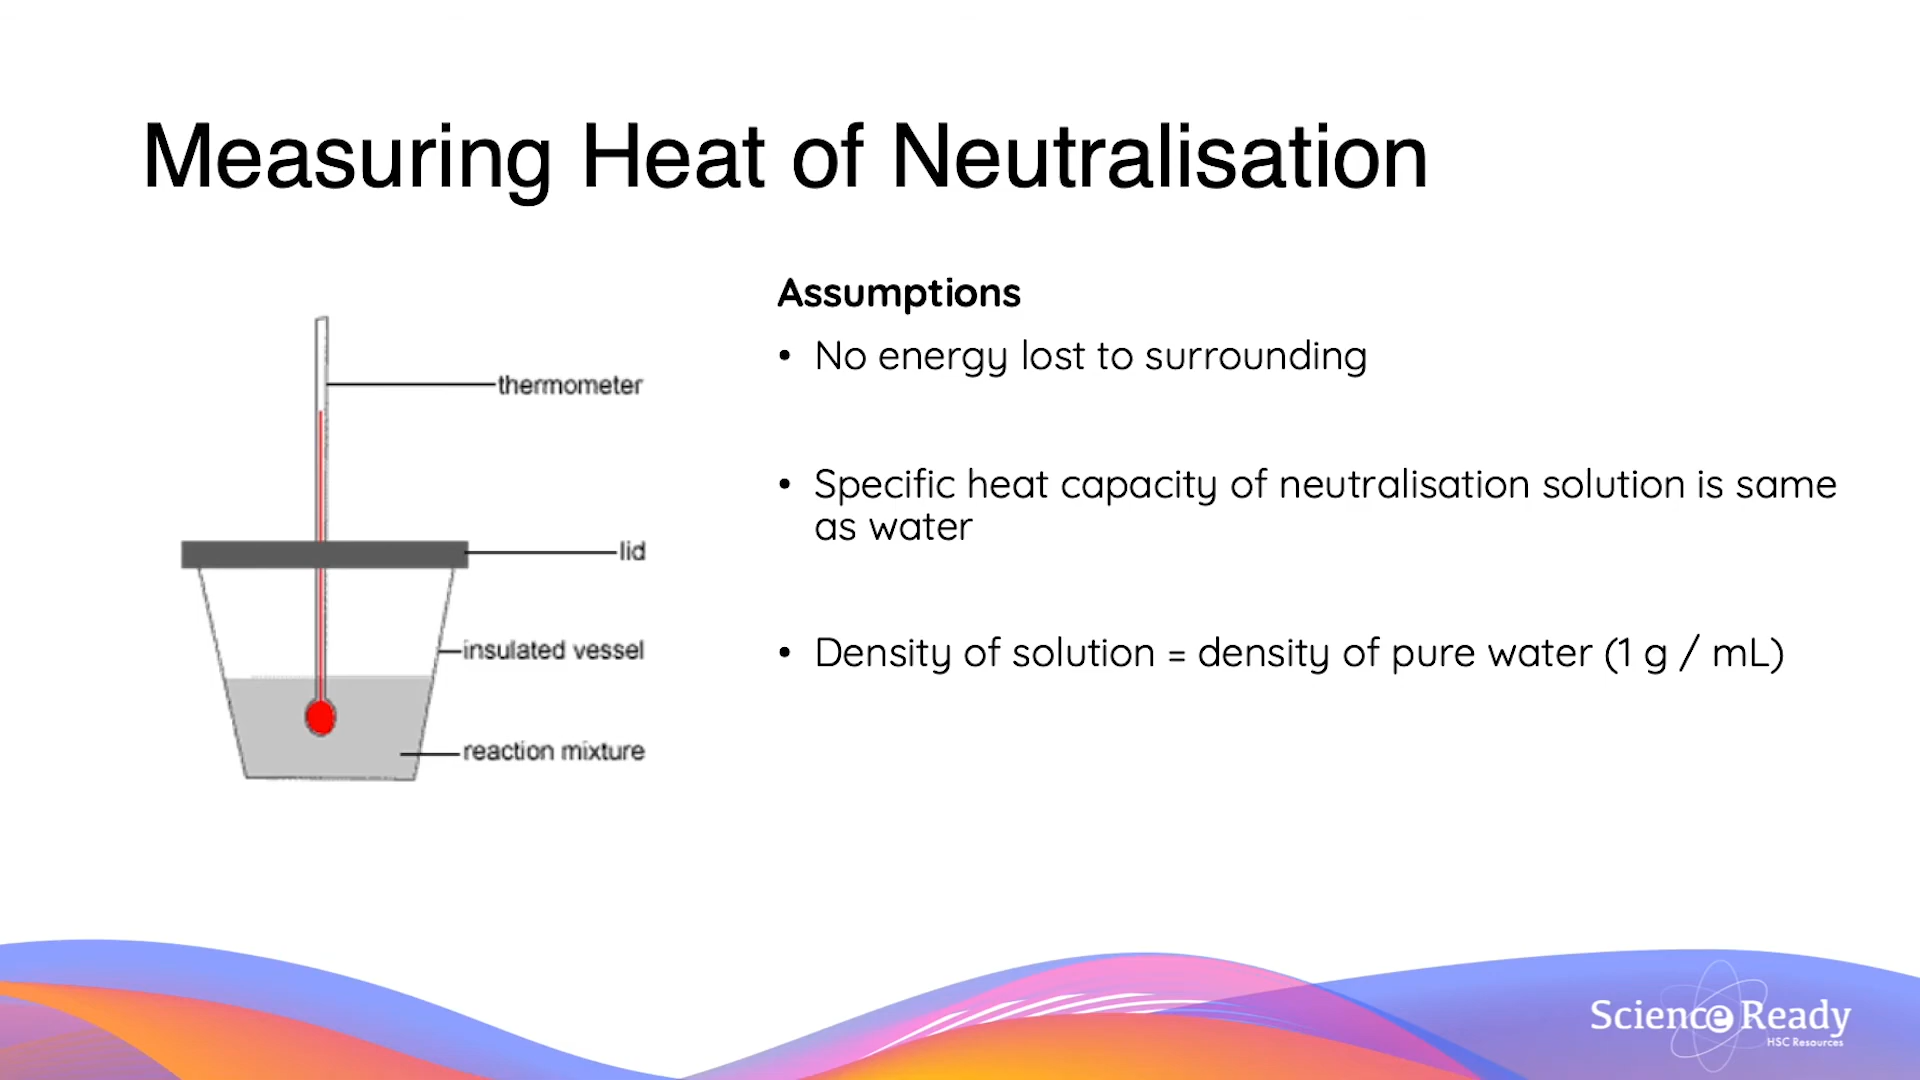 Measuring Heat of Neutralisation
thermometer
lid
insulated vessel
reaction mixture
Assumptions
• No energy lost to surrounding
• Specific heat capacity of neutralisation solution is same
as water
• Density of solution = density of pure water (1 g / mL)
Science Ready
HSC Resources